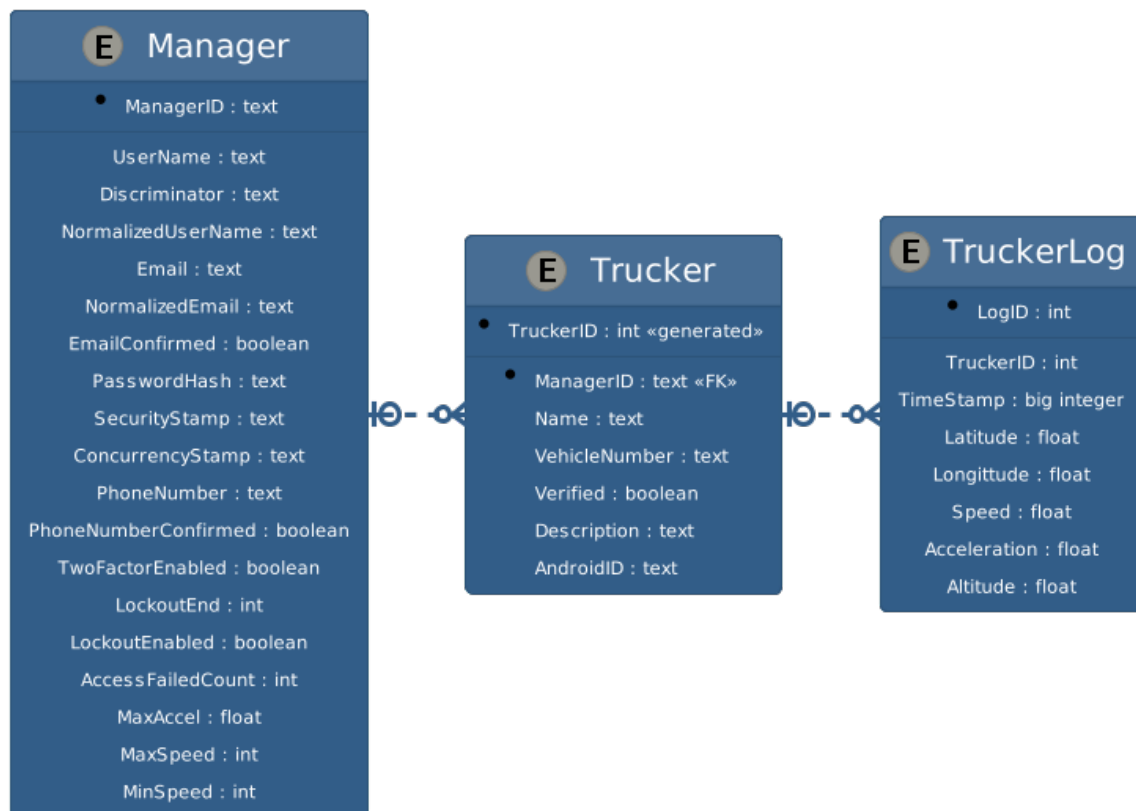 E Manager
ManagerID : text
UserName : text
Discriminator : text
NormalizedUserName : text
Email : text
NormalizedEmail : text
EmailConfirmed : boolean
PasswordHash : text
SecurityStamp : text
ConcurrencyStamp : text
PhoneNumber : text
PhoneNumberConfirmed : boolean
TwoFactorEnabled : boolean
LockoutEnd : int
LockoutEnabled : boolean
AccessFailedCount : int
MaxAccel : float
MaxSpeed : int
MinSpeed : int
E Trucker
TruckerID : int «generated»
ManagerID : text «FK»
Name : text
VehicleNumber : text
Verified : boolean
Description : text
AndroidID : text
E TruckerLog
LogID : int
TruckerID : int
TimeStamp : big integer
Latitude : float
Longittude : float
Speed : float
Acceleration : float
Altitude : float